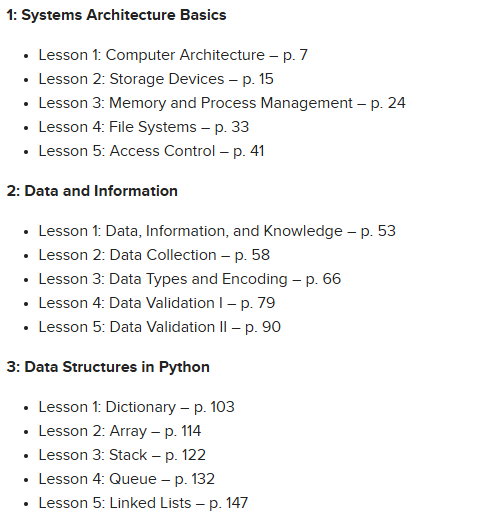 1: Systems Architecture Basics
• Lesson 1: Computer Architecture – p. 7
• Lesson 2: Storage Devices – p. 15
• Lesson 3: Memory and Process Management – p. 24
• Lesson 4: File Systems – p. 33
• Lesson 5: Access Control – p. 41
2: Data and Information
• Lesson 1: Data, Information, and Knowledge – p. 53
• Lesson 2: Data Collection – p. 58
• Lesson 3: Data Types and Encoding – p. 66
• Lesson 4: Data Validation I – p. 79
• Lesson 5: Data Validation II – p. 90
3: Data Structures in Python
• Lesson 1: Dictionary – p. 103
• Lesson 2: Array – p. 114
• Lesson 3: Stack – p. 122
• Lesson 4: Queue – p. 132
• Lesson 5: Linked Lists – p. 147